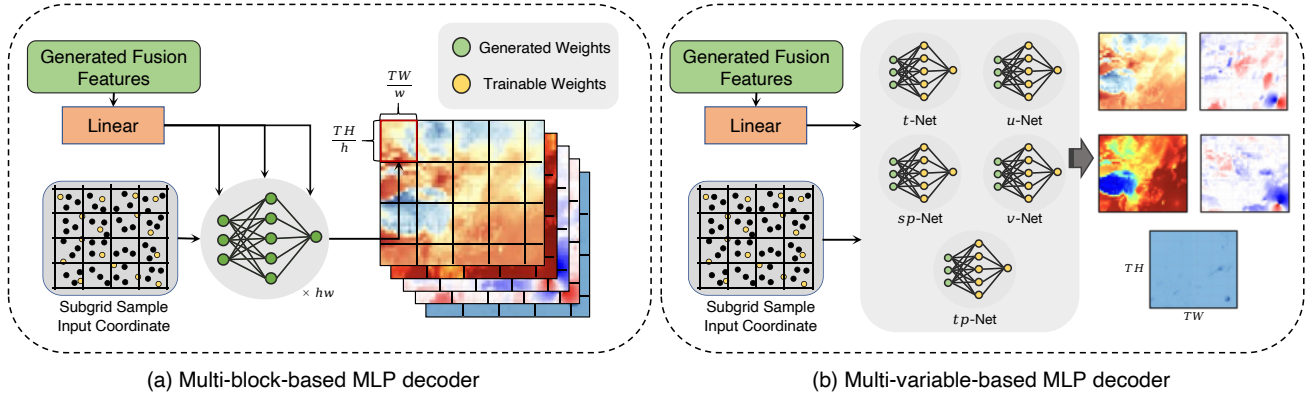 Generated Fusion
Features
Linear
Subgrid Sample
Input Coordinate
× hw
TW
w
TH
h
Generated Weights
Trainable Weights
(a) Multi-block-based MLP decoder
Generated Fusion
Features
Linear
Subgrid Sample
Input Coordinate
t-Net
u-Net
sp-Net
v-Net
tp-Net
TH
TW
(b) Multi-variable-based MLP decoder